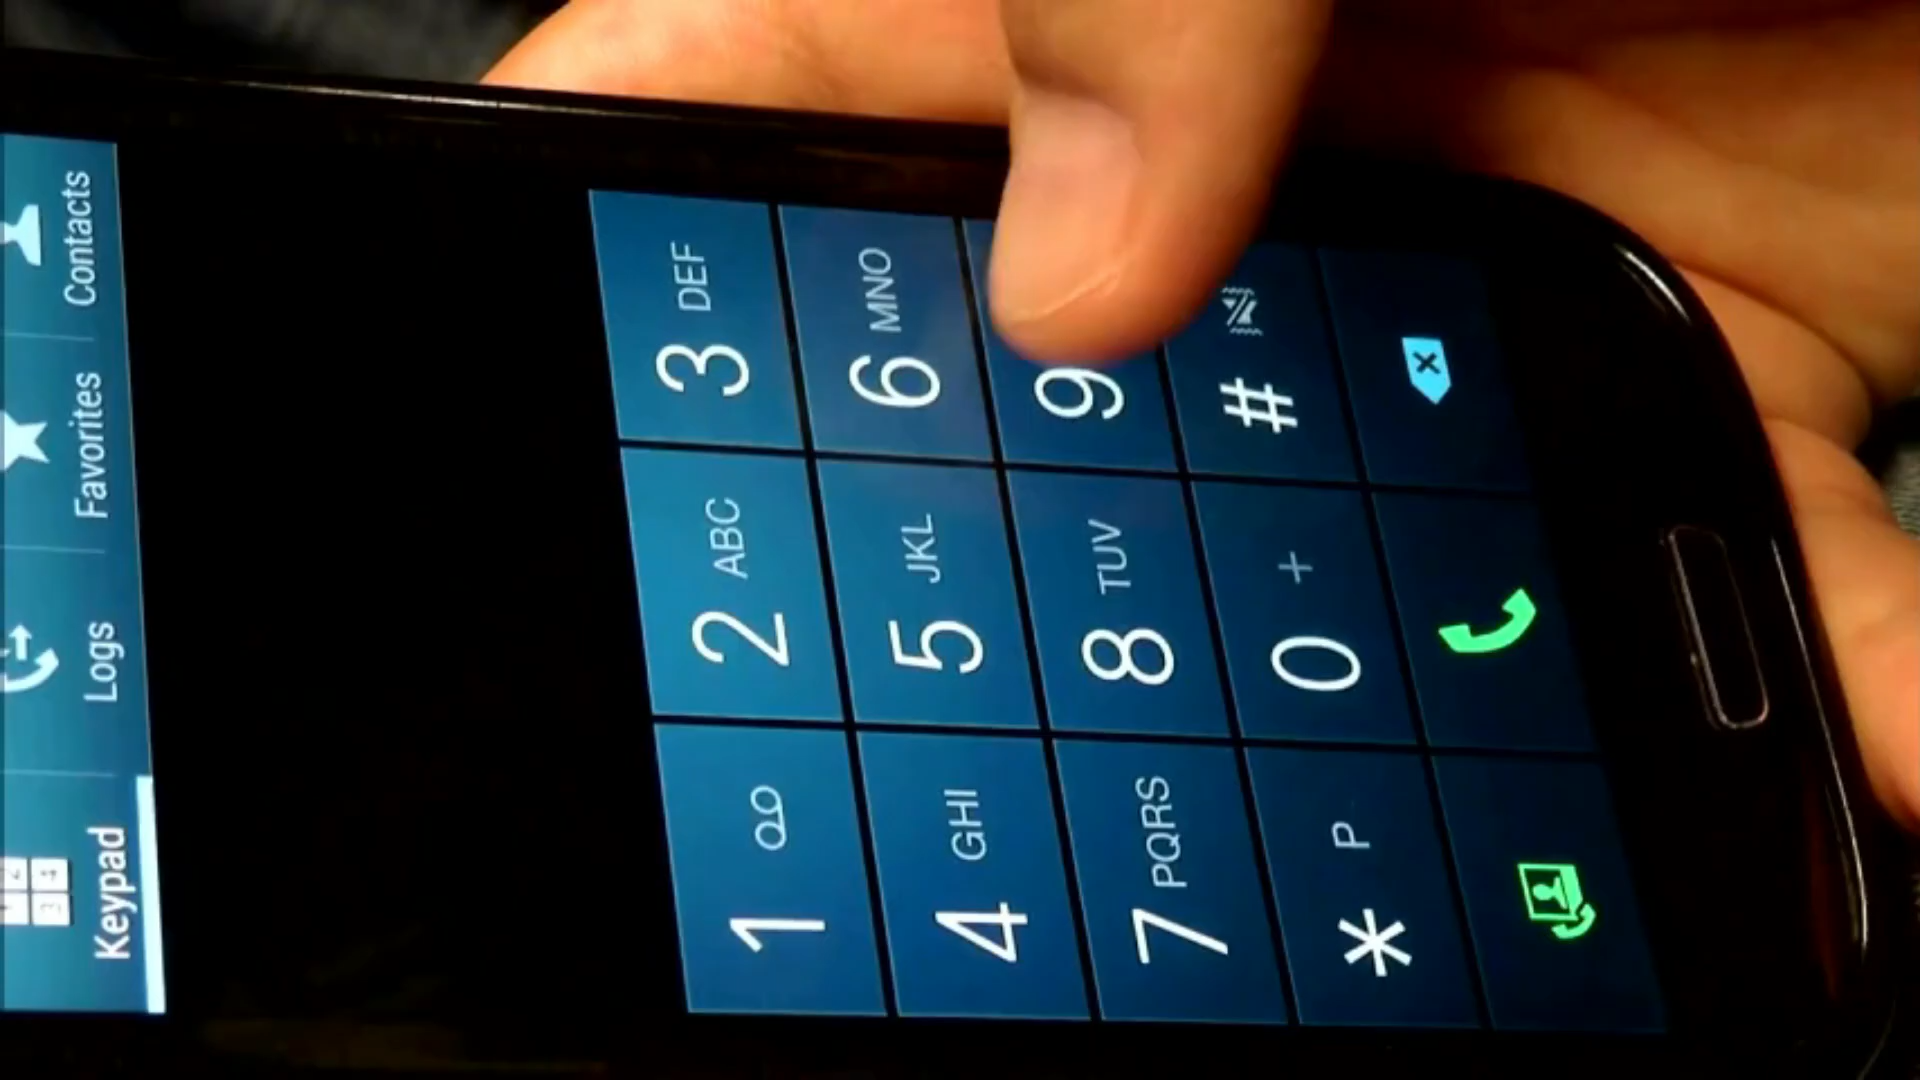 Keypad
Logs
Favorites
Contacts
1
2 ABC
3 DEF
4 GHI
5 JKL
6 MNO
7 PQRS
8 TUV
9
* P
0 +
#